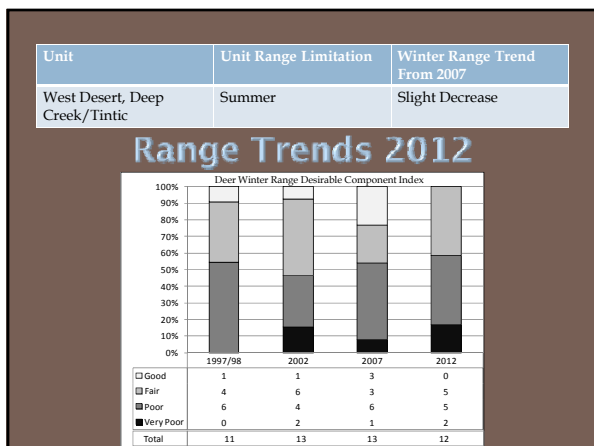 Unit Unit Range Limitation Winter Range Trend
From 2007
West Desert, Deep Summer Slight Decrease
Creek/Tintic
Range Trends 2012
Deer Winter Range Desirable Component Index
100%
90%
80%
70%
60%
50%
40%
30%
20%
10%
0%
1997/98 2002 2007 2012
Good 1 1 3 0
Fair 4 6 3 5
Poor 6 4 6 5
Very Poor 0 2 1 2
Total 11 13 13 12